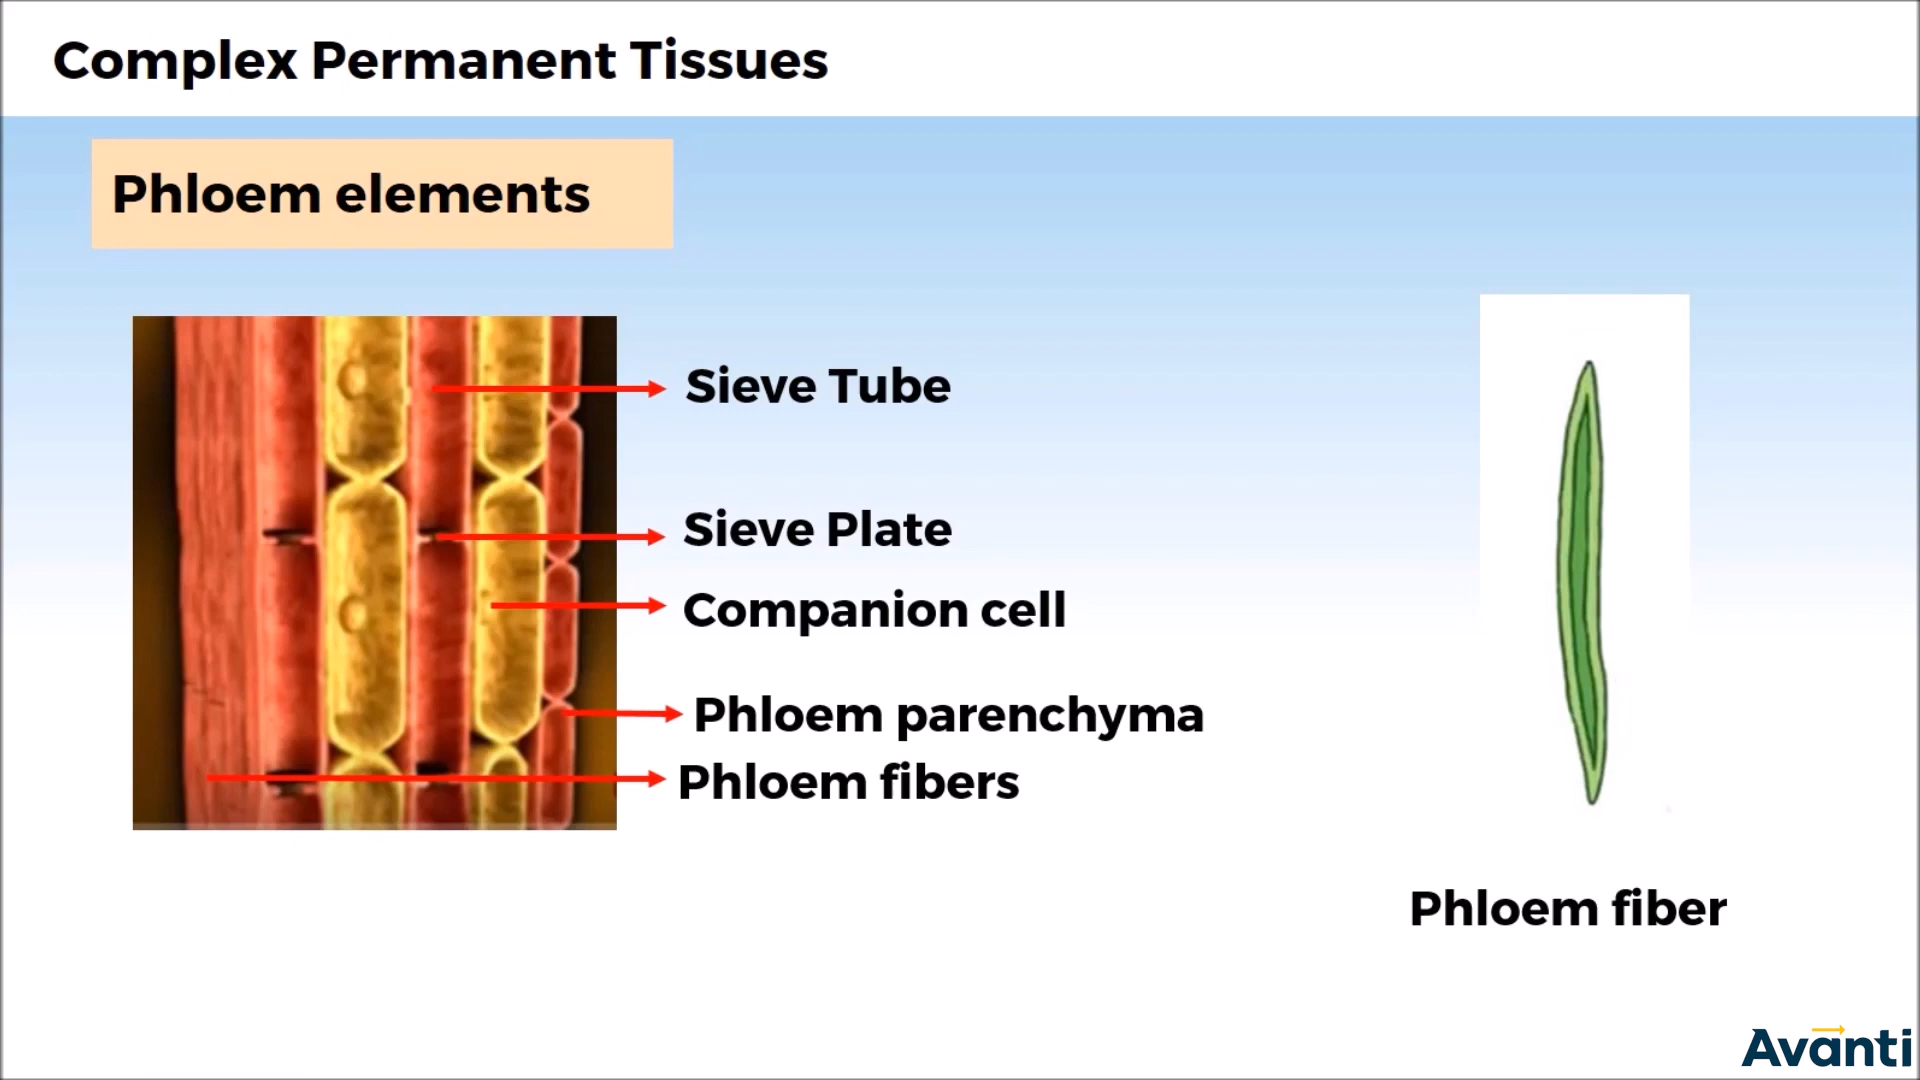 Complex Permanent Tissues
Phloem elements
Sieve Tube
Sieve Plate
Companion cell
Phloem parenchyma
Phloem fibers
Phloem fiber
Avanti